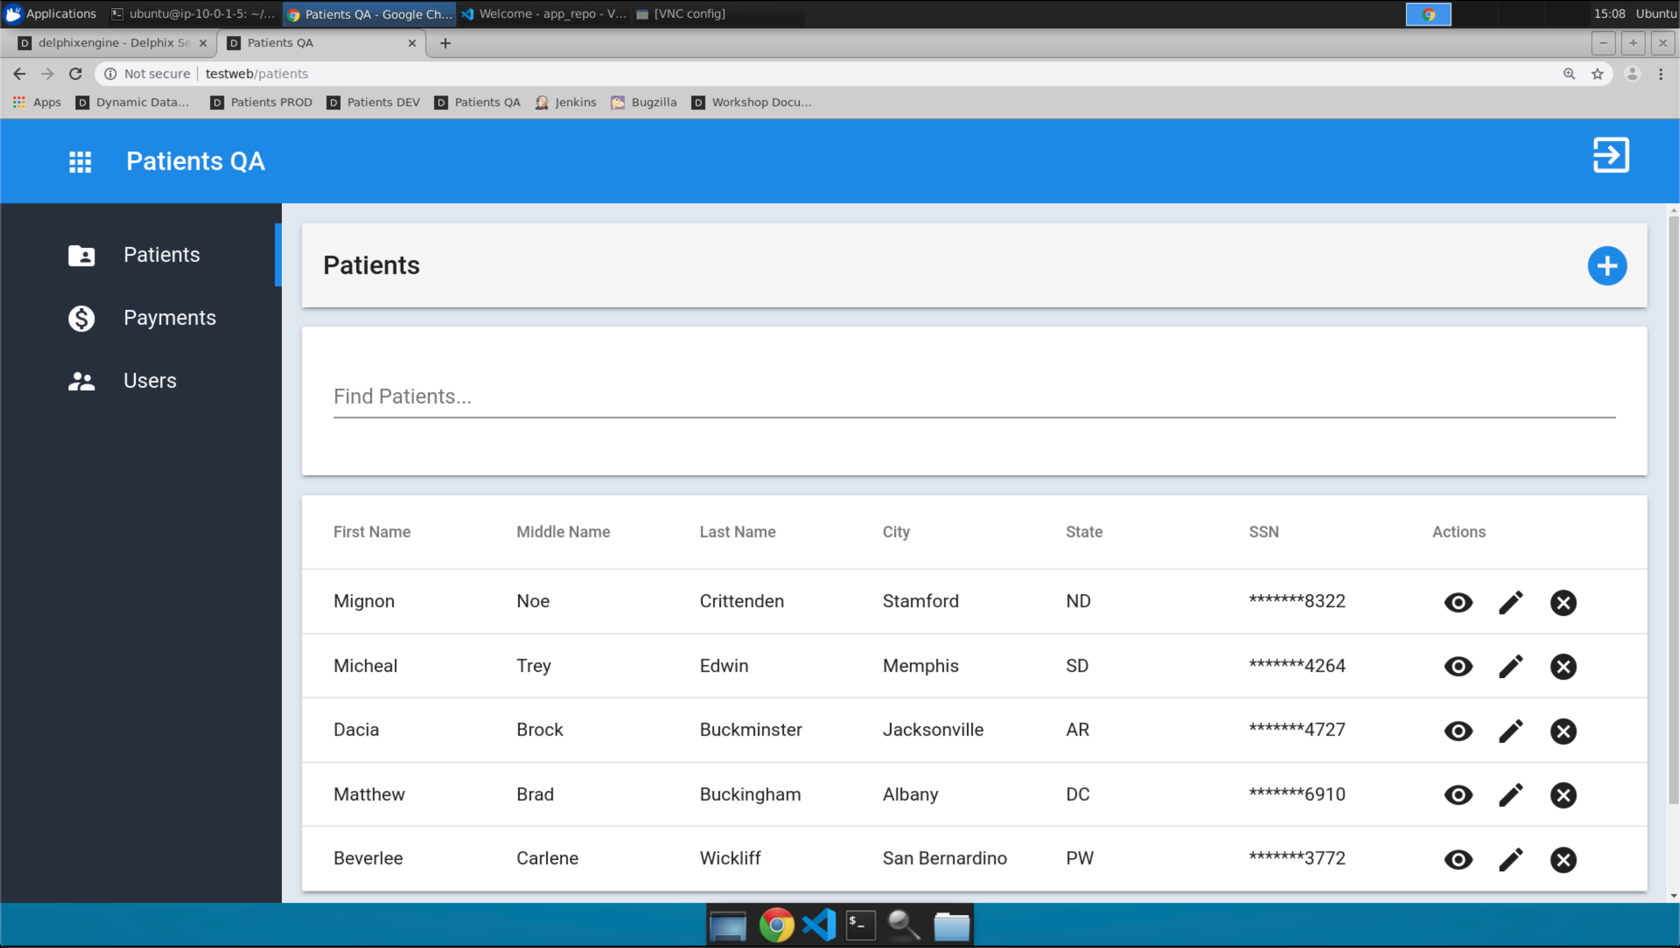 Applications ubuntu@ip-10-0-1-5: ~/... Patients QA - Google Ch... Welcome - app_repo - V... [VNC config] 15:08 Ubuntu
delphixengine - Delphix Se Patients QA
Not secure testweb/patients
Apps Dynamic Data... Patients PROD Patients DEV Patients QA Jenkins Bugzilla Workshop Docu...
Patients QA
Patients
Payments
Users
Patients
Find Patients...
First Name Middle Name Last Name City State SSN Actions
Mignon Noe Crittenden Stamford ND *******8322
Micheal Trey Edwin Memphis SD *******4264
Dacia Brock Buckminster Jacksonville AR *******4727
Matthew Brad Buckingham Albany DC *******6910
Beverlee Carlene Wickliff San Bernardino PW *******3772